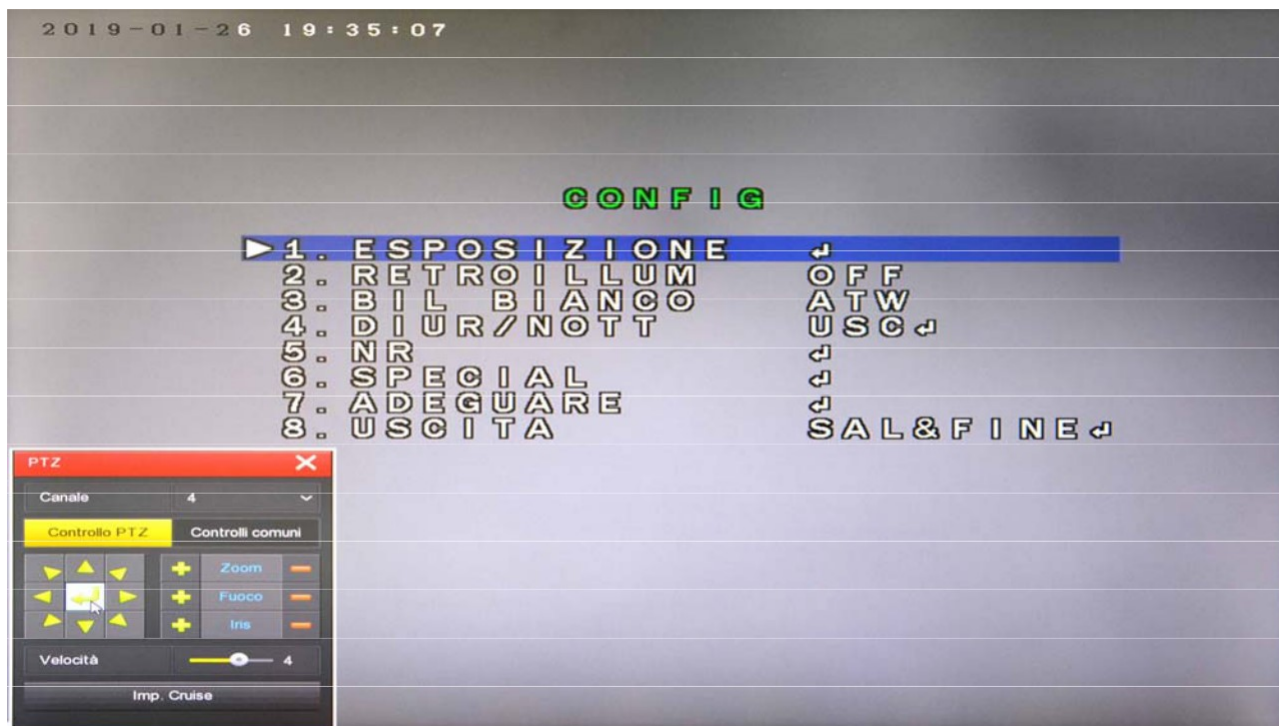 2019-01-26 19:35:07
CONFIG
1. ESPOSIZIONE ↲
2. RETROILLUM OFF
3. BIL BIANCO ATW
4. DIUR/NOTT USC↲
5. NR ↲
6. SPECIAL ↲
7. ADEGUARE ↲
8. USCITA SAL&FINE↲
PTZ
Canale 4
Controllo PTZ Controlli comuni
Zoom
Fuoco
Iris
Velocità 4
Imp. Cruise